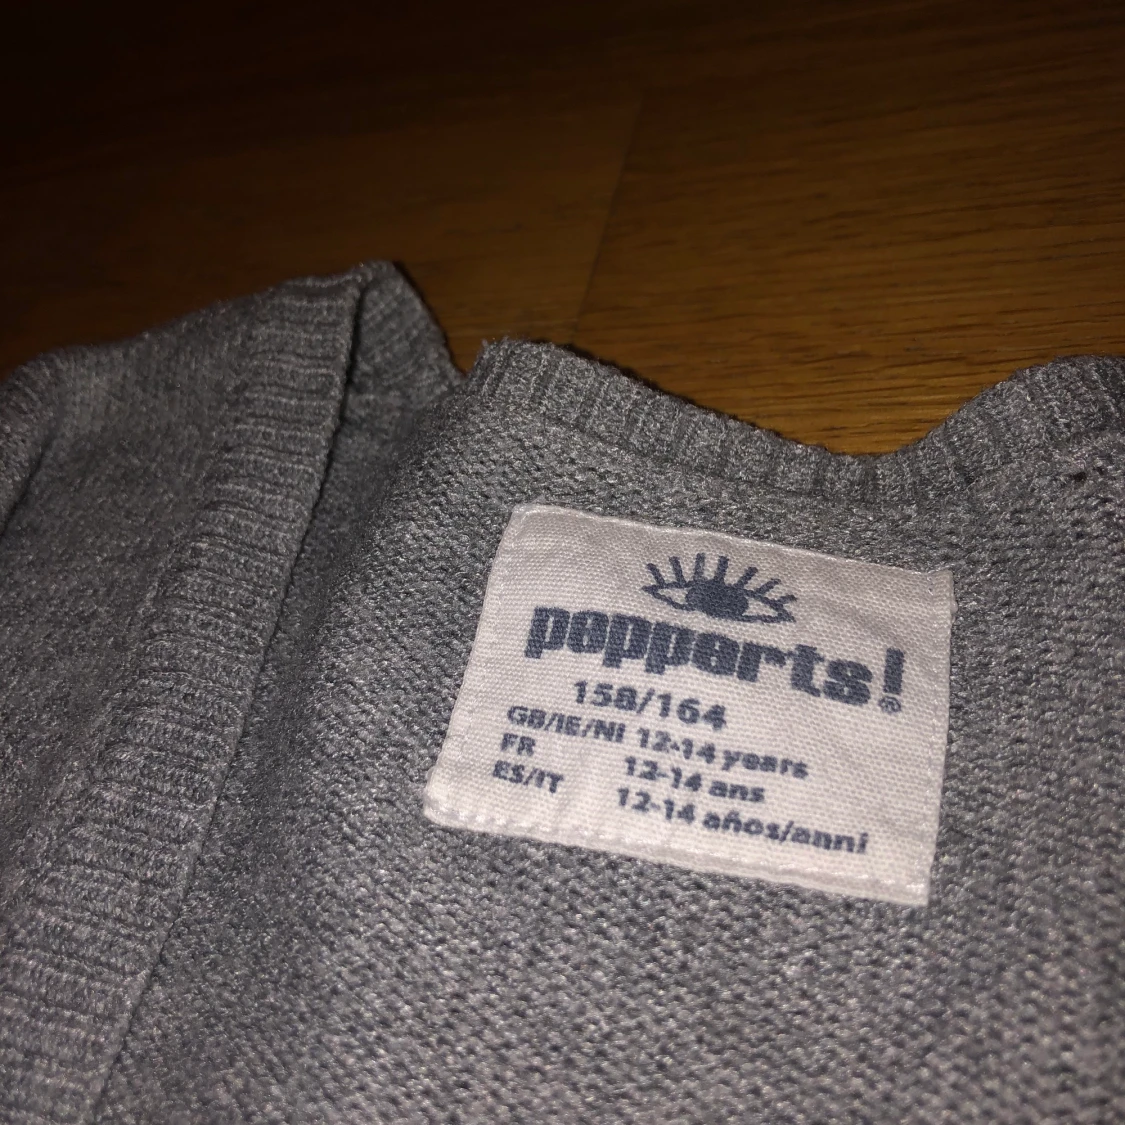 pepperts!®
158/164
GB/IE/NI 12-14 years
FR 12-14 ans
ES/IT 12-14 años/anni